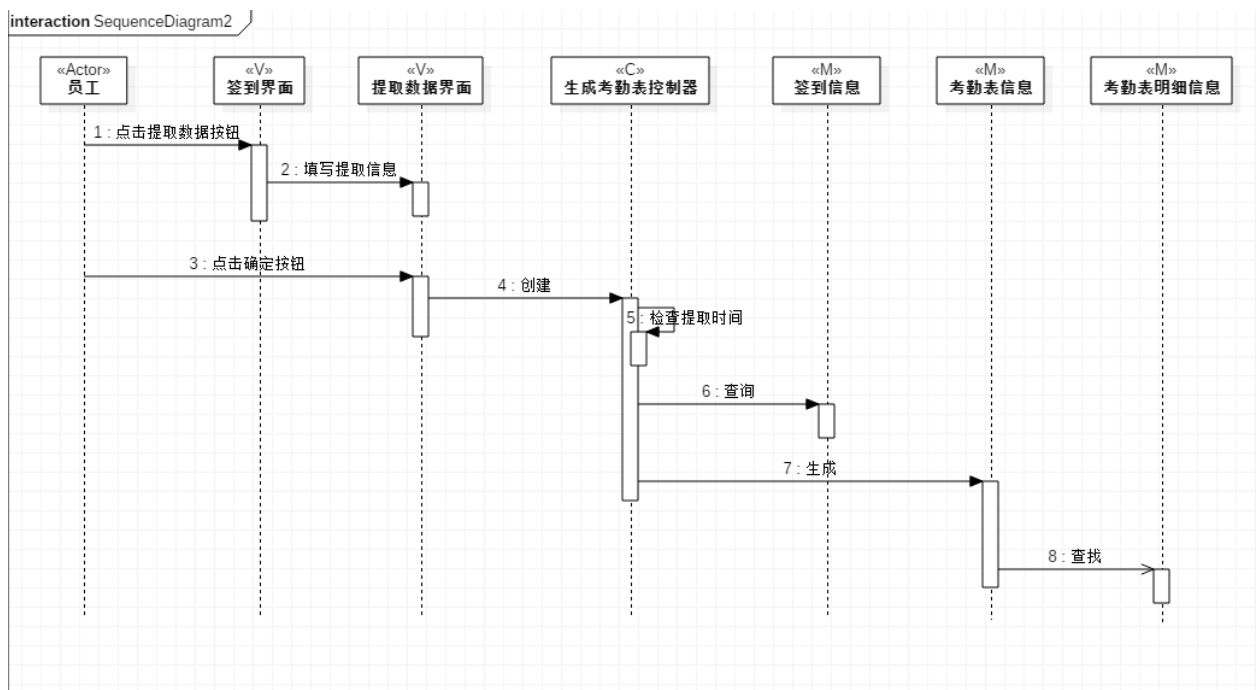 interaction SequenceDiagram2
«Actor»
员工
«V»
签到界面
«V»
提取数据界面
«C»
生成考勤表控制器
«M»
签到信息
«M»
考勤表信息
«M»
考勤表明细信息
1 : 点击提取数据按钮
2 : 填写提取信息
3 : 点击确定按钮
4 : 创建
5 : 检查提取时间
6 : 查询
7 : 生成
8 : 查找